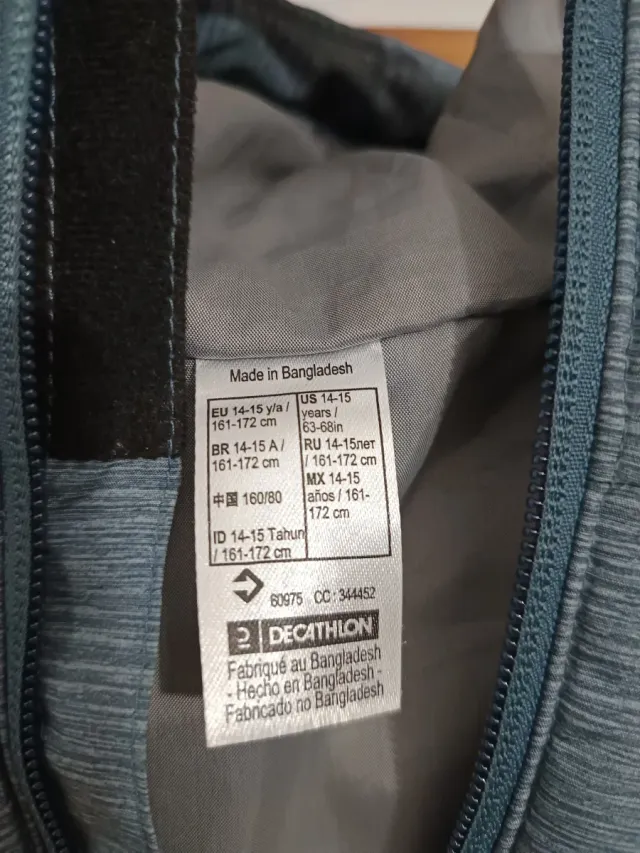 Made in Bangladesh
EU 14-15 y/a /
161-172 cm
BR 14-15 A /
161-172 cm
中国 160/80
ID 14-15 Tahun
/ 161-172 cm
US 14-15
years /
63-68in
RU 14-15лет
/ 161-172 cm
MX 14-15
años / 161-
172 cm
60975 CC : 344452
DECATHLON
Fabriqué au Bangladesh
- Hecho en Bangladesh -
Fabricado no Bangladesh